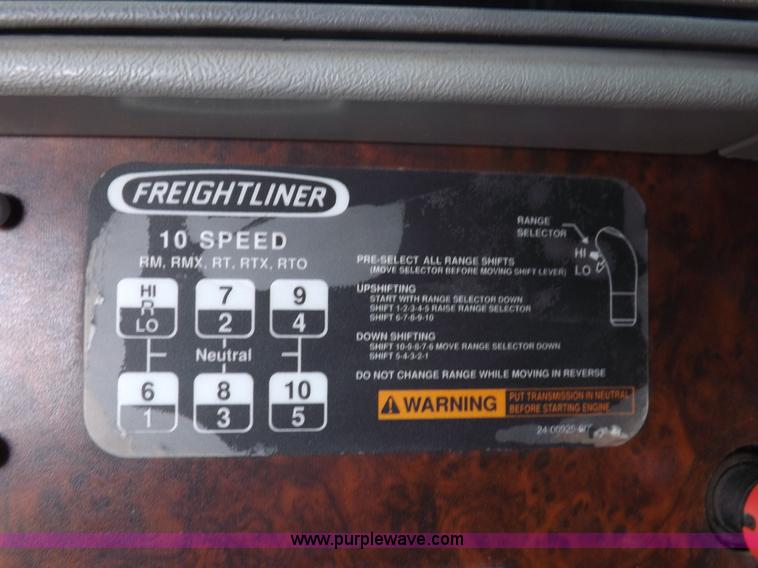 FREIGHTLINER
10 SPEED
RM, RMX, RT, RTX, RTO
HI
R
LO
7
2
9
4
Neutral
6
1
8
3
10
5
RANGE
SELECTOR
HI
LO
PRE-SELECT ALL RANGE SHIFTS
(MOVE SELECTOR BEFORE MOVING SHIFT LEVER)
UPSHIFTING
START WITH RANGE SELECTOR DOWN
SHIFT 1-2-3-4-5 RAISE RANGE SELECTOR
SHIFT 6-7-8-9-10
DOWN SHIFTING
SHIFT 10-9-8-7-6 MOVE RANGE SELECTOR DOWN
SHIFT 5-4-3-2-1
DO NOT CHANGE RANGE WHILE MOVING IN REVERSE
WARNING
PUT TRANSMISSION IN NEUTRAL
BEFORE STARTING ENGINE
www.purplewave.com